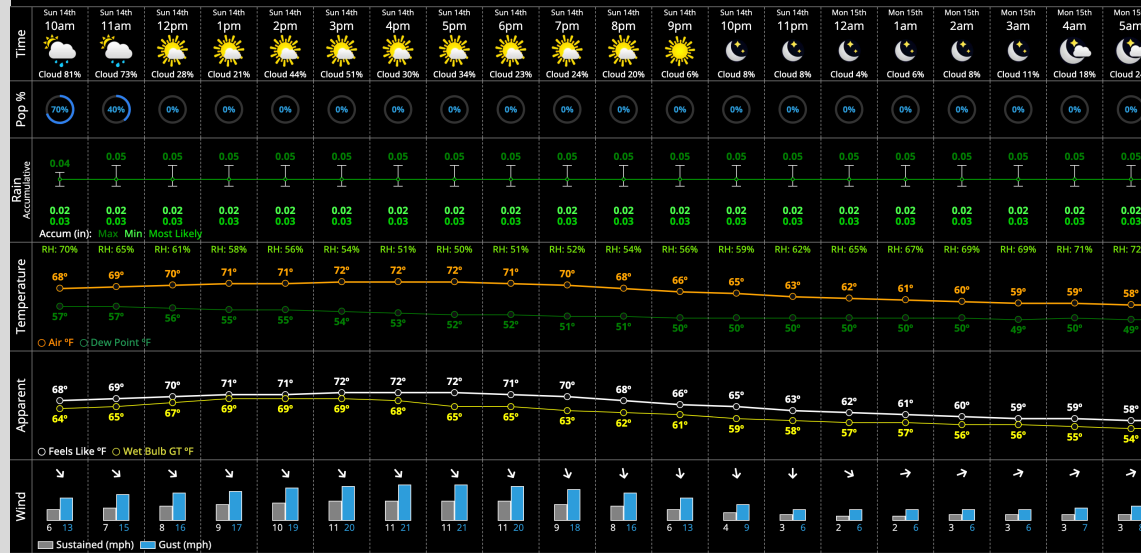 Sun 14th Sun 14th Sun 14th Sun 14th Sun 14th Sun 14th Sun 14th Sun 14th Sun 14th Sun 14th Sun 14th Sun 14th Sun 14th Sun 14th Mon 15th Mon 15th Mon 15th Mon 15th Mon 15th Mon 15
Time 10am 11am 12pm 1pm 2pm 3pm 4pm 5pm 6pm 7pm 8pm 9pm 10pm 11pm 12am 1am 2am 3am 4am 5am
Cloud 81% Cloud 73% Cloud 28% Cloud 21% Cloud 44% Cloud 51% Cloud 30% Cloud 34% Cloud 23% Cloud 24% Cloud 20% Cloud 6% Cloud 8% Cloud 8% Cloud 4% Cloud 6% Cloud 8% Cloud 11% Cloud 18% Cloud 2
Pop % 70% 40% 0% 0% 0% 0% 0% 0% 0% 0% 0% 0% 0% 0% 0% 0% 0% 0% 0% 0%
Rain Accumulative
0.04 0.05 0.05 0.05 0.05 0.05 0.05 0.05 0.05 0.05 0.05 0.05 0.05 0.05 0.05 0.05 0.05 0.05 0.05 0.05
0.02 0.02 0.02 0.02 0.02 0.02 0.02 0.02 0.02 0.02 0.02 0.02 0.02 0.02 0.02 0.02 0.02 0.02 0.02 0.02
0.03 0.03 0.03 0.03 0.03 0.03 0.03 0.03 0.03 0.03 0.03 0.03 0.03 0.03 0.03 0.03 0.03 0.03 0.03 0.03
Accum (in): Max Min Most Likely
RH: 70% RH: 65% RH: 61% RH: 58% RH: 56% RH: 54% RH: 51% RH: 50% RH: 51% RH: 52% RH: 54% RH: 56% RH: 59% RH: 62% RH: 65% RH: 67% RH: 69% RH: 69% RH: 71% RH: 72
Temperature
68° 69° 70° 71° 71° 72° 72° 72° 71° 70° 68° 66° 65° 63° 62° 61° 60° 59° 59° 58°
57° 57° 56° 55° 55° 54° 53° 52° 52° 51° 51° 50° 50° 50° 50° 50° 50° 49° 50° 49°
Air °F Dew Point °F
Apparent
68° 69° 70° 71° 71° 72° 72° 72° 71° 70° 68° 66° 65° 63° 62° 61° 60° 59° 59° 58°
64° 65° 67° 69° 69° 69° 68° 65° 65° 63° 62° 61° 59° 58° 57° 57° 56° 56° 55° 54°
Feels Like °F Wet Bulb GT °F
Wind
6 13 7 15 8 16 9 17 10 19 11 20 11 21 11 21 11 20 9 18 8 16 6 13 4 9 3 6 2 6 2 6 3 6 3 6 3 7 3
Sustained (mph) Gust (mph)